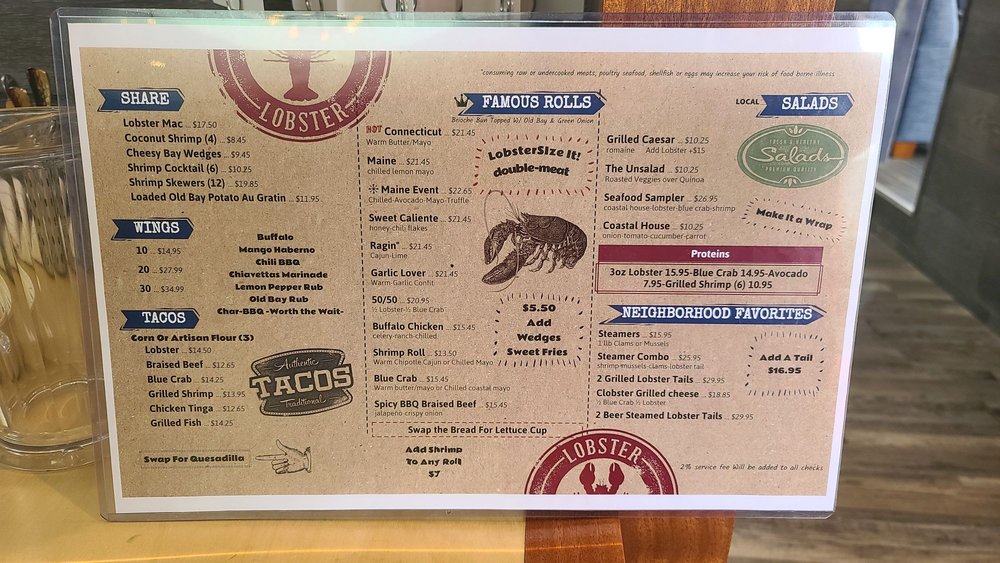 *consuming raw or undercooked meats, poultry seafood, shellfish or eggs may increase your risk of food borne illness
LOBSTER
SHARE
Lobster Mac ... $17.50
Coconut Shrimp (4) ... $8.45
Cheesy Bay Wedges ... $9.45
Shrimp Cocktail (6) ... $10.25
Shrimp Skewers (12) ... $19.85
Loaded Old Bay Potato Au Gratin ... $11.95
WINGS
10 ... $14.95
20 ... $27.99
30 ... $34.99
Buffalo
Mango Haberno
Chili BBQ
Chiavettas Marinade
Lemon Pepper Rub
Old Bay Rub
Char-BBQ -Worth the Wait-
TACOS
Corn Or Artisan Flour (3)
Lobster ... $14.50
Braised Beef ... $12.65
Blue Crab ... $14.25
Grilled Shrimp ... $13.95
Chicken Tinga ... $12.65
Grilled Fish ... $14.25
Authentic
TACOS
Traditional
Swap For Quesadilla
FAMOUS ROLLS
Brioche Bun Topped W/ Old Bay & Green Onion
HOT Connecticut ... $21.45
Warm Butter/Mayo
Maine ... $21.45
chilled lemon mayo
Maine Event ... $22.65
Chilled-Avocado-Mayo-Truffle
Sweet Caliente ... $21.45
honey-chili flakes
Ragin" ... $21.45
Cajun-Lime
Garlic Lover ... $21.45
Warm-Garlic Confit
50/50 ... $20.95
½ Lobster-½ Blue Crab
Buffalo Chicken ... $15.45
celery-ranch-chilled
Shrimp Roll ... $13.50
Warm Chipotle Cajun or Chilled Mayo
Blue Crab ... $15.45
Warm butter/mayo or Chilled coastal mayo
Spicy BBQ Braised Beef ... $15.45
jalapeño-crispy onion
LobsterSIze It!
double-meat
$5.50
Add
Wedges
Sweet Fries
Swap the Bread For Lettuce Cup
Add Shrimp
To Any Roll
$7
LOCAL SALADS
Grilled Caesar ... $10.25
romaine Add Lobster +$15
The Unsalad ... $10.25
Roasted Veggies over Quinoa
Seafood Sampler ... $26.95
coastal house-lobster-blue crab-shrimp
Coastal House ... $10.25
onion-tomato-cucumber-carrot
FRESH & HEALTHY
Salads
PREMIUM QUALITY
Make It a Wrap
Proteins
3oz Lobster 15.95-Blue Crab 14.95-Avocado
7.95-Grilled Shrimp (6) 10.95
NEIGHBORHOOD FAVORITES
Steamers ... $15.95
1 lb Clams or Mussels
Steamer Combo ... $25.95
shrimp-mussels-clams-lobster tail
2 Grilled Lobster Tails ... $29.95
Clobster Grilled cheese ... $18.85
½ Blue Crab ½ Lobster
2 Beer Steamed Lobster Tails ... $29.95
Add A Tail
$16.95
LOBSTER
2% service fee Will be added to all checks